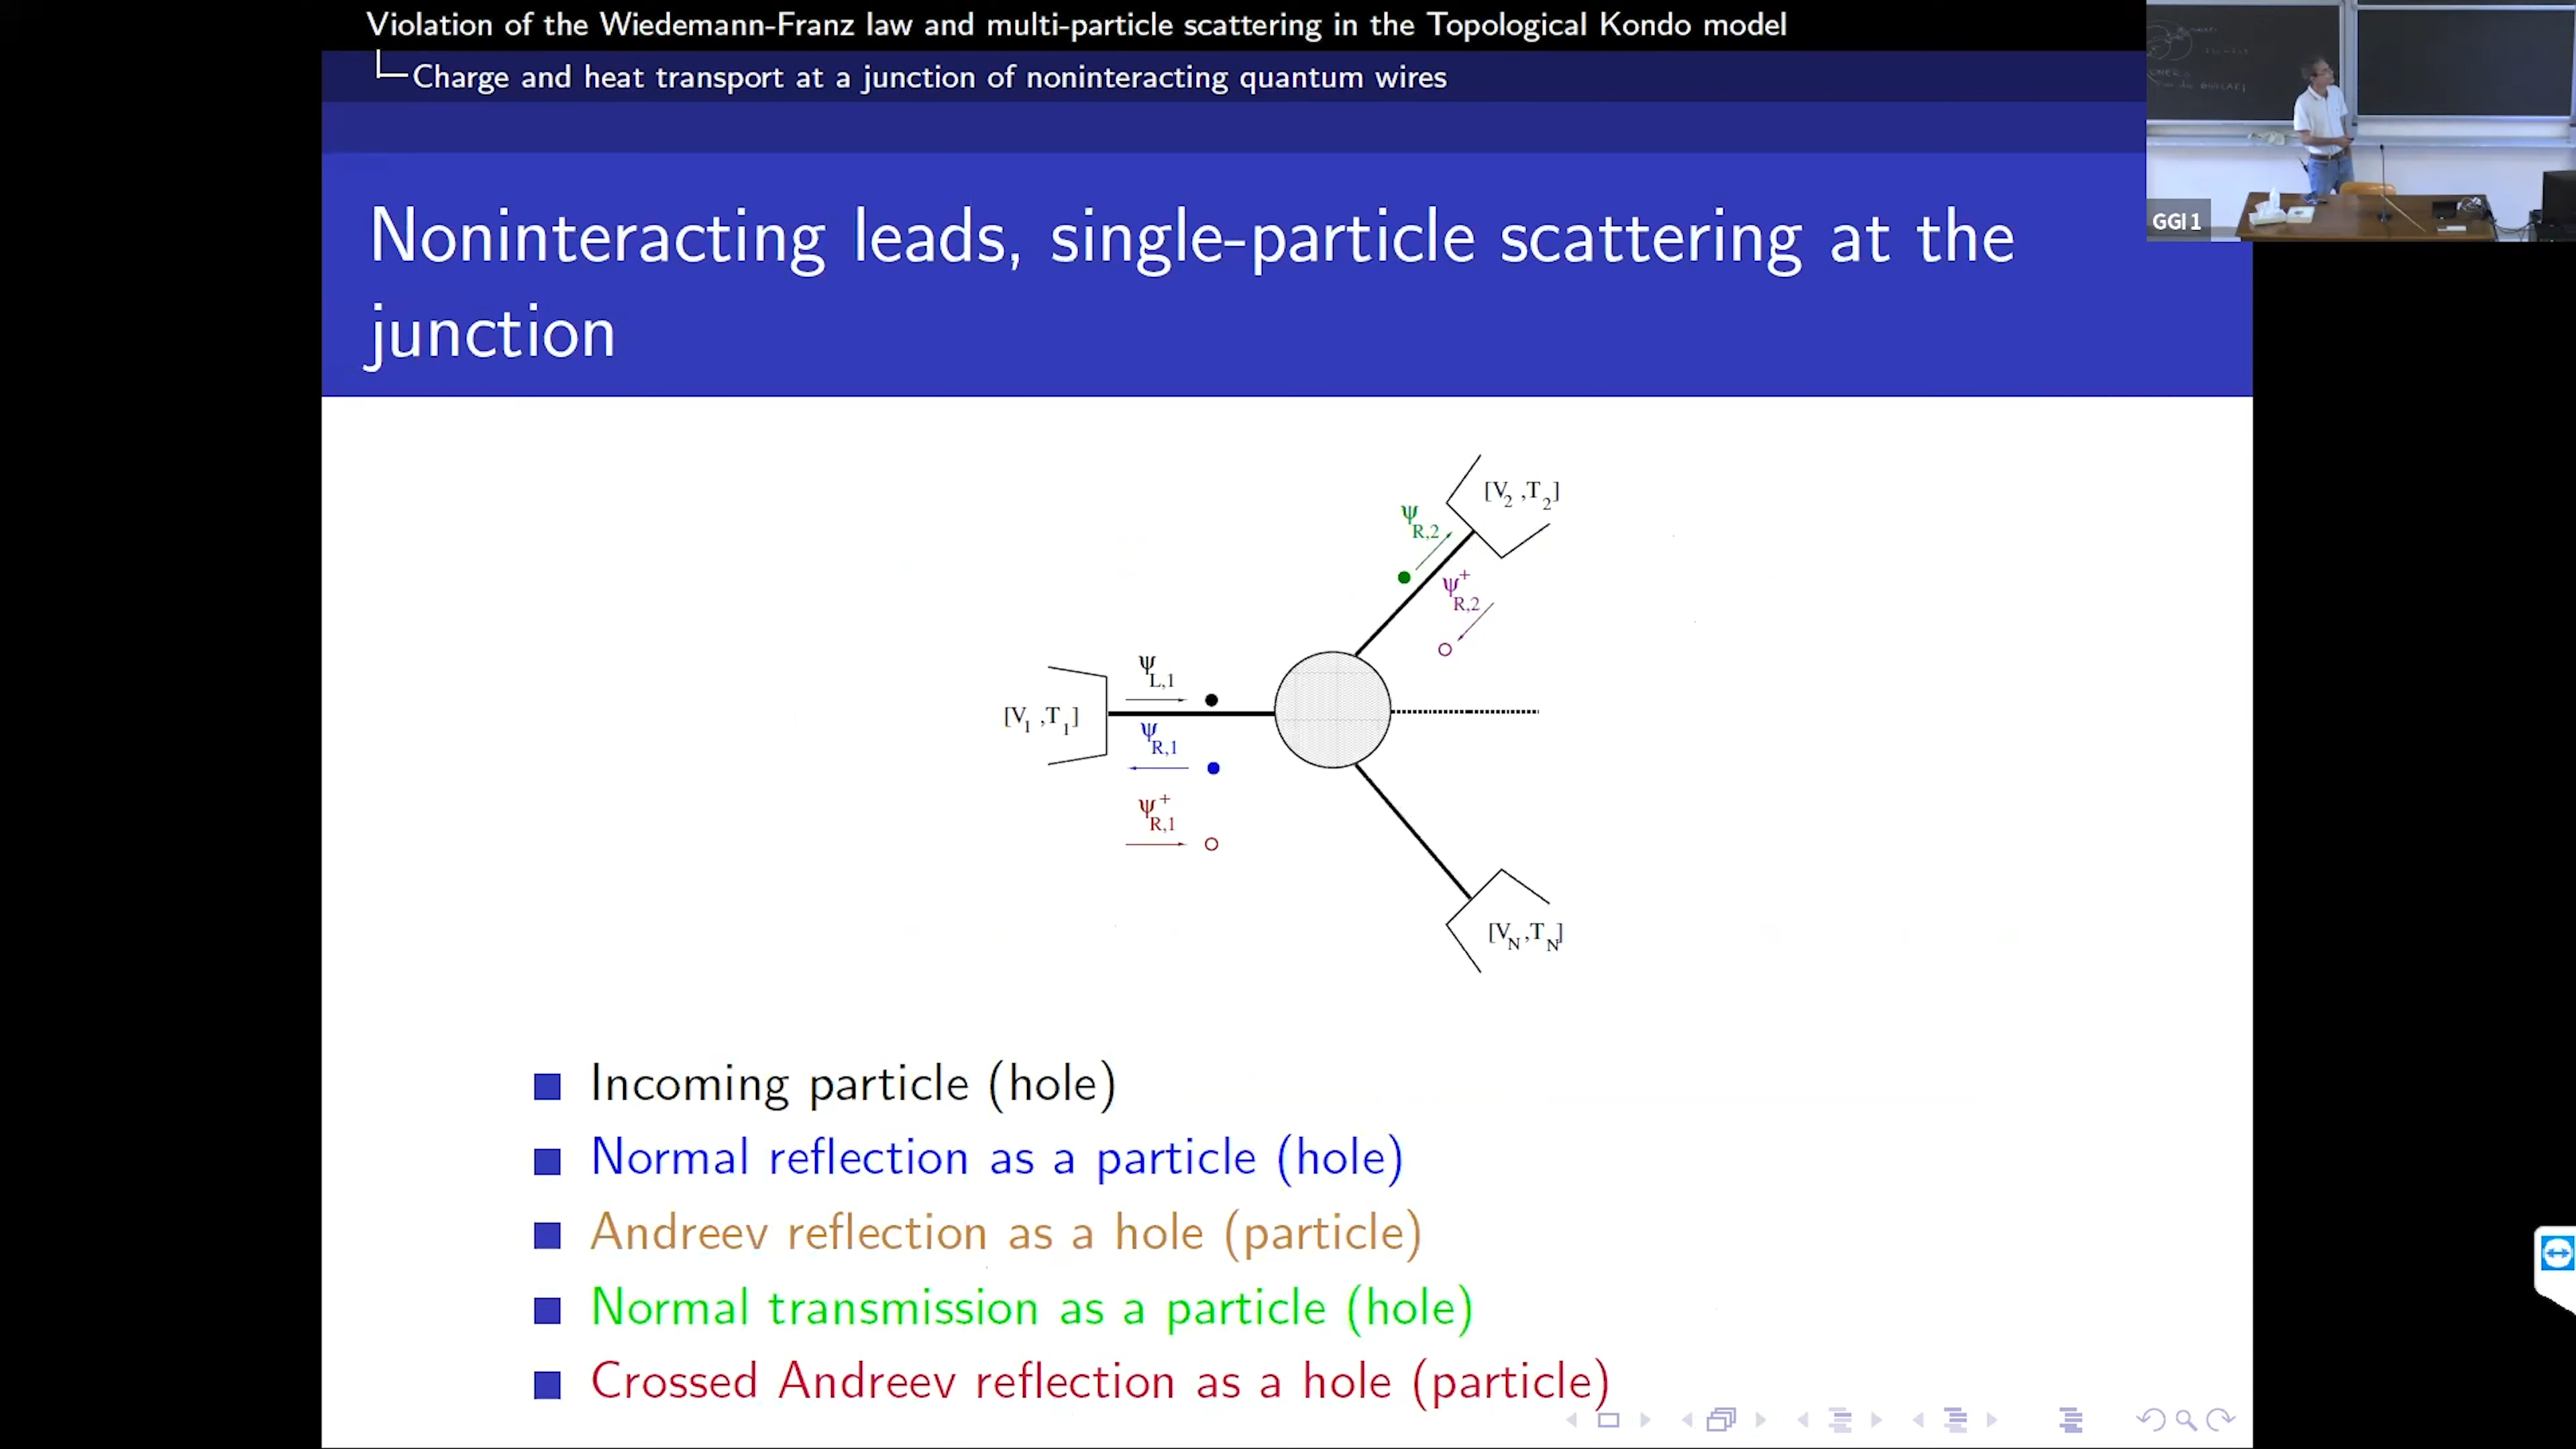 Violation of the Wiedemann-Franz law and multi-particle scattering in the Topological Kondo model
Charge and heat transport at a junction of noninteracting quantum wires
Noninteracting leads, single-particle scattering at the
junction
GGI 1
[V2 ,T2]
ψR,2
ψ+R,2
ψL,1
[V1 ,T1]
ψR,1
ψ+R,1
[VN ,TN]
Incoming particle (hole)
Normal reflection as a particle (hole)
Andreev reflection as a hole (particle)
Normal transmission as a particle (hole)
Crossed Andreev reflection as a hole (particle)